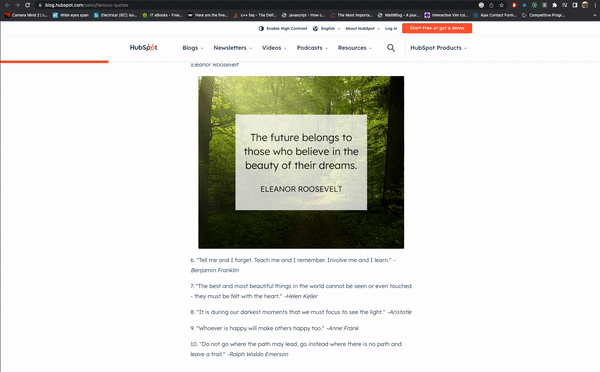 blog.hubspot.com/sales/famous-quotes
Camera Mind 2 | Wide eyes span Electrical (IEC) Iso IT eBooks - Free Here are the five c++ faq - The Def Javascript - How c The Most Importa MathBlog - A jour Interactive Vim tut Ajax Contact Form Competitive Prog
Enable High Contrast English About HubSpot Log in Start free or get a demo
HubSpot Blogs Newsletters Videos Podcasts Resources HubSpot Products
Eleanor Roosevelt
The future belongs to
those who believe in the
beauty of their dreams.
ELEANOR ROOSEVELT
6. "Tell me and I forget. Teach me and I remember. Involve me and I learn." -
Benjamin Franklin
7. "The best and most beautiful things in the world cannot be seen or even touched
- they must be felt with the heart." -Helen Keller
8. "It is during our darkest moments that we must focus to see the light." -Aristotle
9. "Whoever is happy will make others happy too." -Anne Frank
10. "Do not go where the path may lead, go instead where there is no path and
leave a trail." -Ralph Waldo Emerson